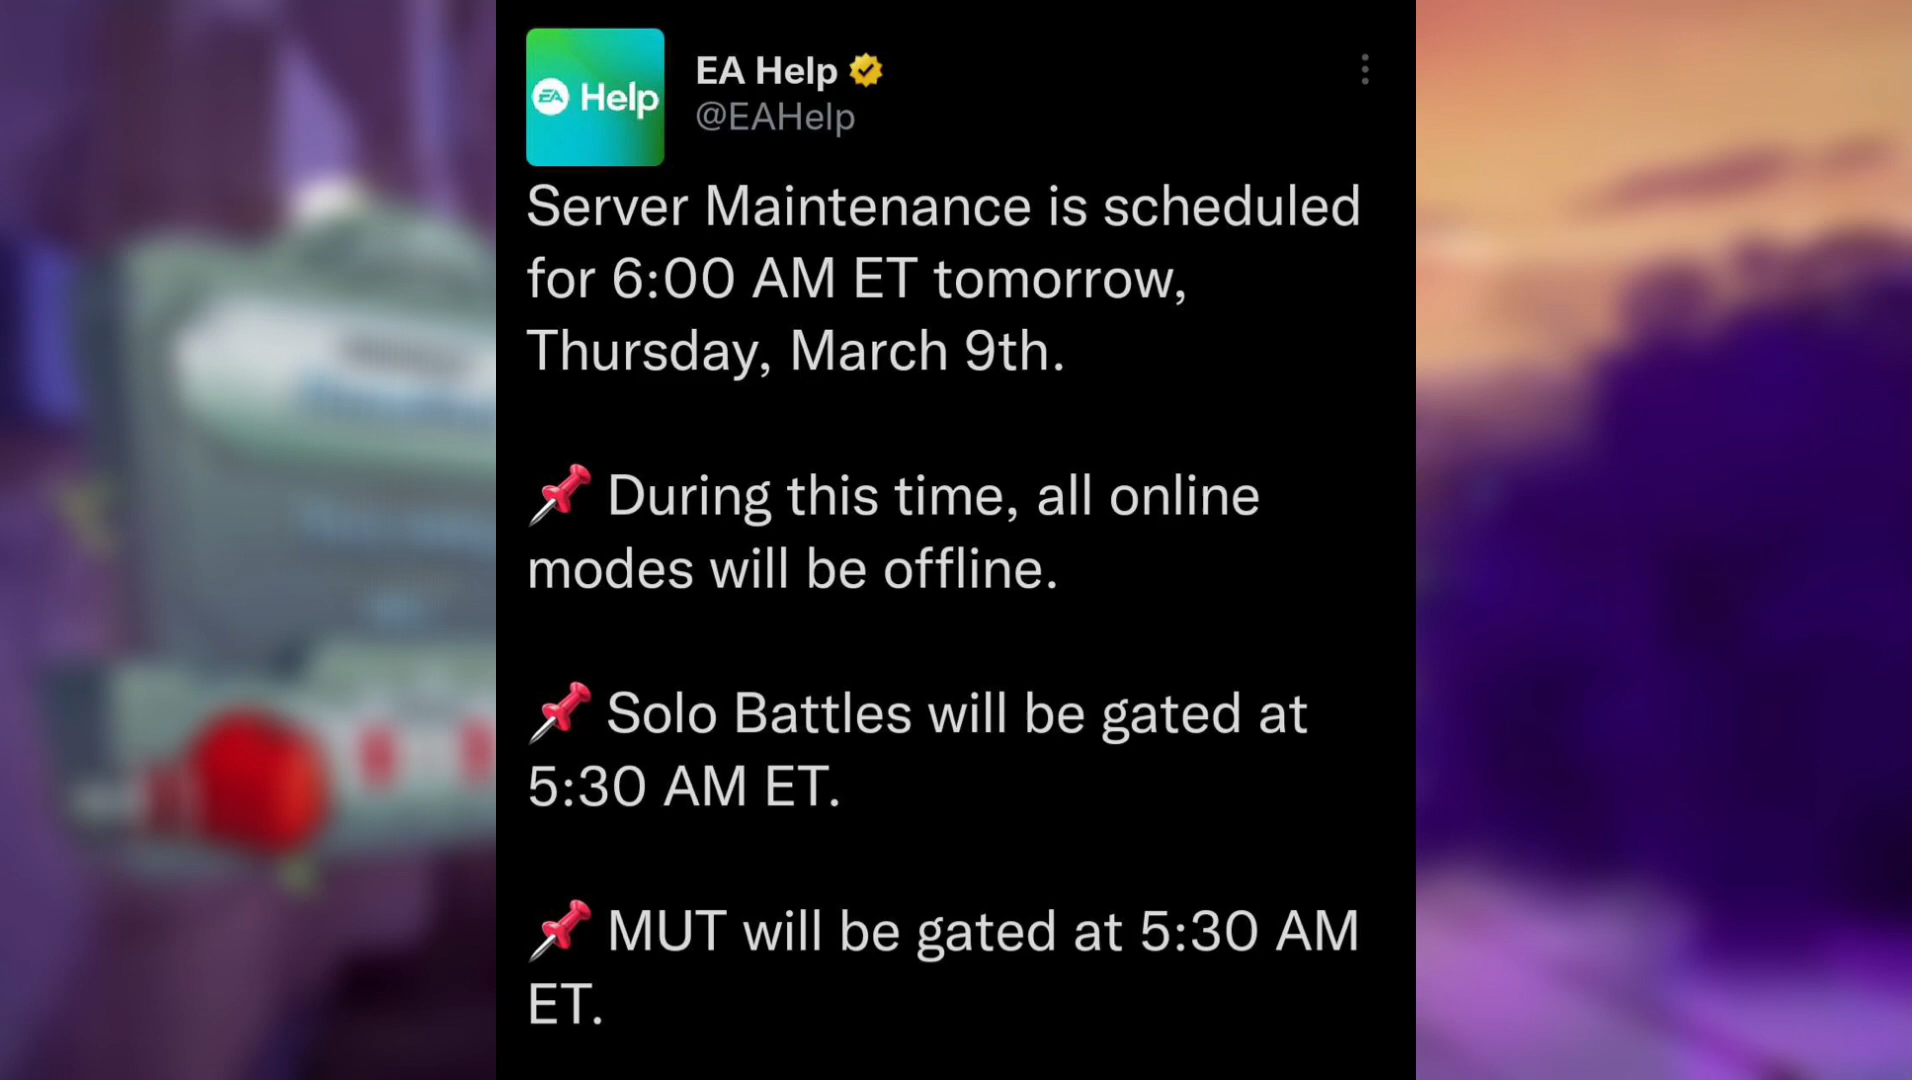 EA Help
EA Help
@EAHelp
Server Maintenance is scheduled
for 6:00 AM ET tomorrow,
Thursday, March 9th.
📌 During this time, all online
modes will be offline.
📌 Solo Battles will be gated at
5:30 AM ET.
📌 MUT will be gated at 5:30 AM
ET.